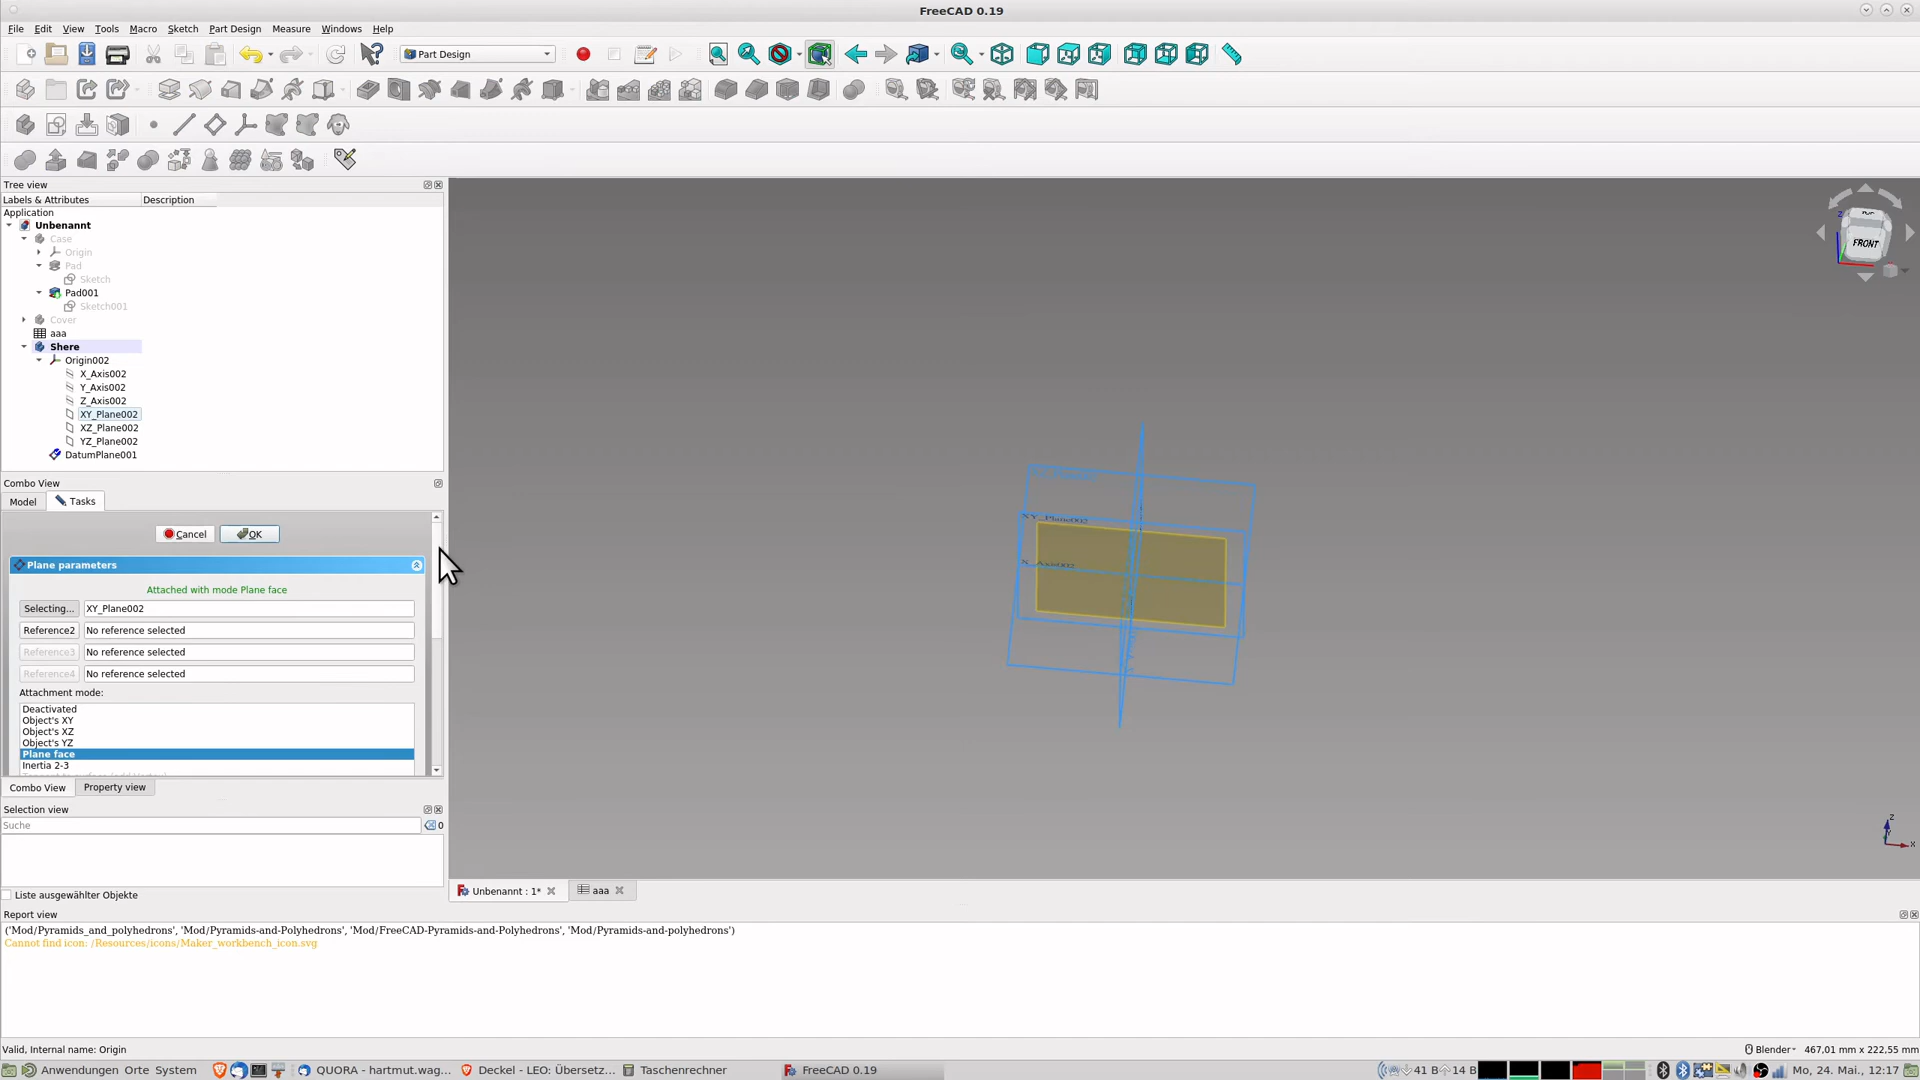 FreeCAD 0.19
File Edit View Tools Macro Sketch Part Design Measure Windows Help
Part Design
Tree view
Labels & Attributes Description
Application
Unbenannt
Case
Origin
Pad
Sketch
Pad001
Sketch001
Cover
aaa
Shere
Origin002
X_Axis002
Y_Axis002
Z_Axis002
XY_Plane002
XZ_Plane002
YZ_Plane002
DatumPlane001
Combo View
Model Tasks
Cancel OK
Plane parameters
Attached with mode Plane face
Selecting... XY_Plane002
Reference2 No reference selected
Reference3 No reference selected
Reference4 No reference selected
Attachment mode:
Deactivated
Object's XY
Object's XZ
Object's YZ
Plane face
Inertia 2-3
Combo View Property view
Selection view
Suche 0
Liste ausgewählter Objekte
XY_Plane002
X_Axis002
FRONT
Z
Z
X
Unbenannt : 1* aaa
Report view
('Mod/Pyramids_and_polyhedrons', 'Mod/Pyramids-and-Polyhedrons', 'Mod/FreeCAD-Pyramids-and-Polyhedrons', 'Mod/Pyramids-and-polyhedrons')
Cannot find icon: /Resources/icons/Maker_workbench_icon.svg
Valid, Internal name: Origin
Blender 467,01 mm x 222,55 mm
Anwendungen Orte System QUORA - hartmut.wag... Deckel - LEO: Übersetz... Taschenrechner FreeCAD 0.19 41 B 14 B Mo, 24. Mai., 12:17